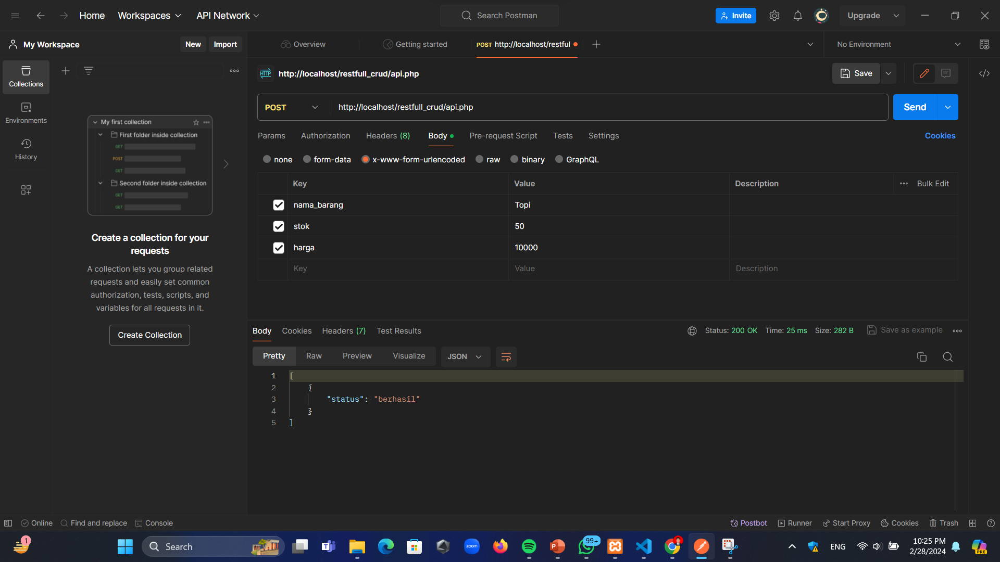 Home Workspaces API Network Search Postman Invite Upgrade
My Workspace New Import Overview Getting started POST http://localhost/restful No Environment
Collections
Environments
History
My first collection
First folder inside collection
GET
POST
GET
Second folder inside collection
GET
GET
Create a collection for your
requests
A collection lets you group related
requests and easily set common
authorization, tests, scripts, and
variables for all requests in it.
Create Collection
HTTP http://localhost/restfull_crud/api.php Save
POST http://localhost/restfull_crud/api.php Send
Params Authorization Headers (8) Body Pre-request Script Tests Settings Cookies
none form-data x-www-form-urlencoded raw binary GraphQL
Key Value Description Bulk Edit
nama_barang Topi
stok 50
harga 10000
Key Value Description
Body Cookies Headers (7) Test Results Status: 200 OK Time: 25 ms Size: 282 B Save as example
Pretty Raw Preview Visualize JSON
1 [
2 {
3 "status": "berhasil"
4 }
5 ]
Online Find and replace Console Postbot Runner Start Proxy Cookies Trash
1 Search zoom 99+ ENG 10:25 PM
2/28/2024 PRE